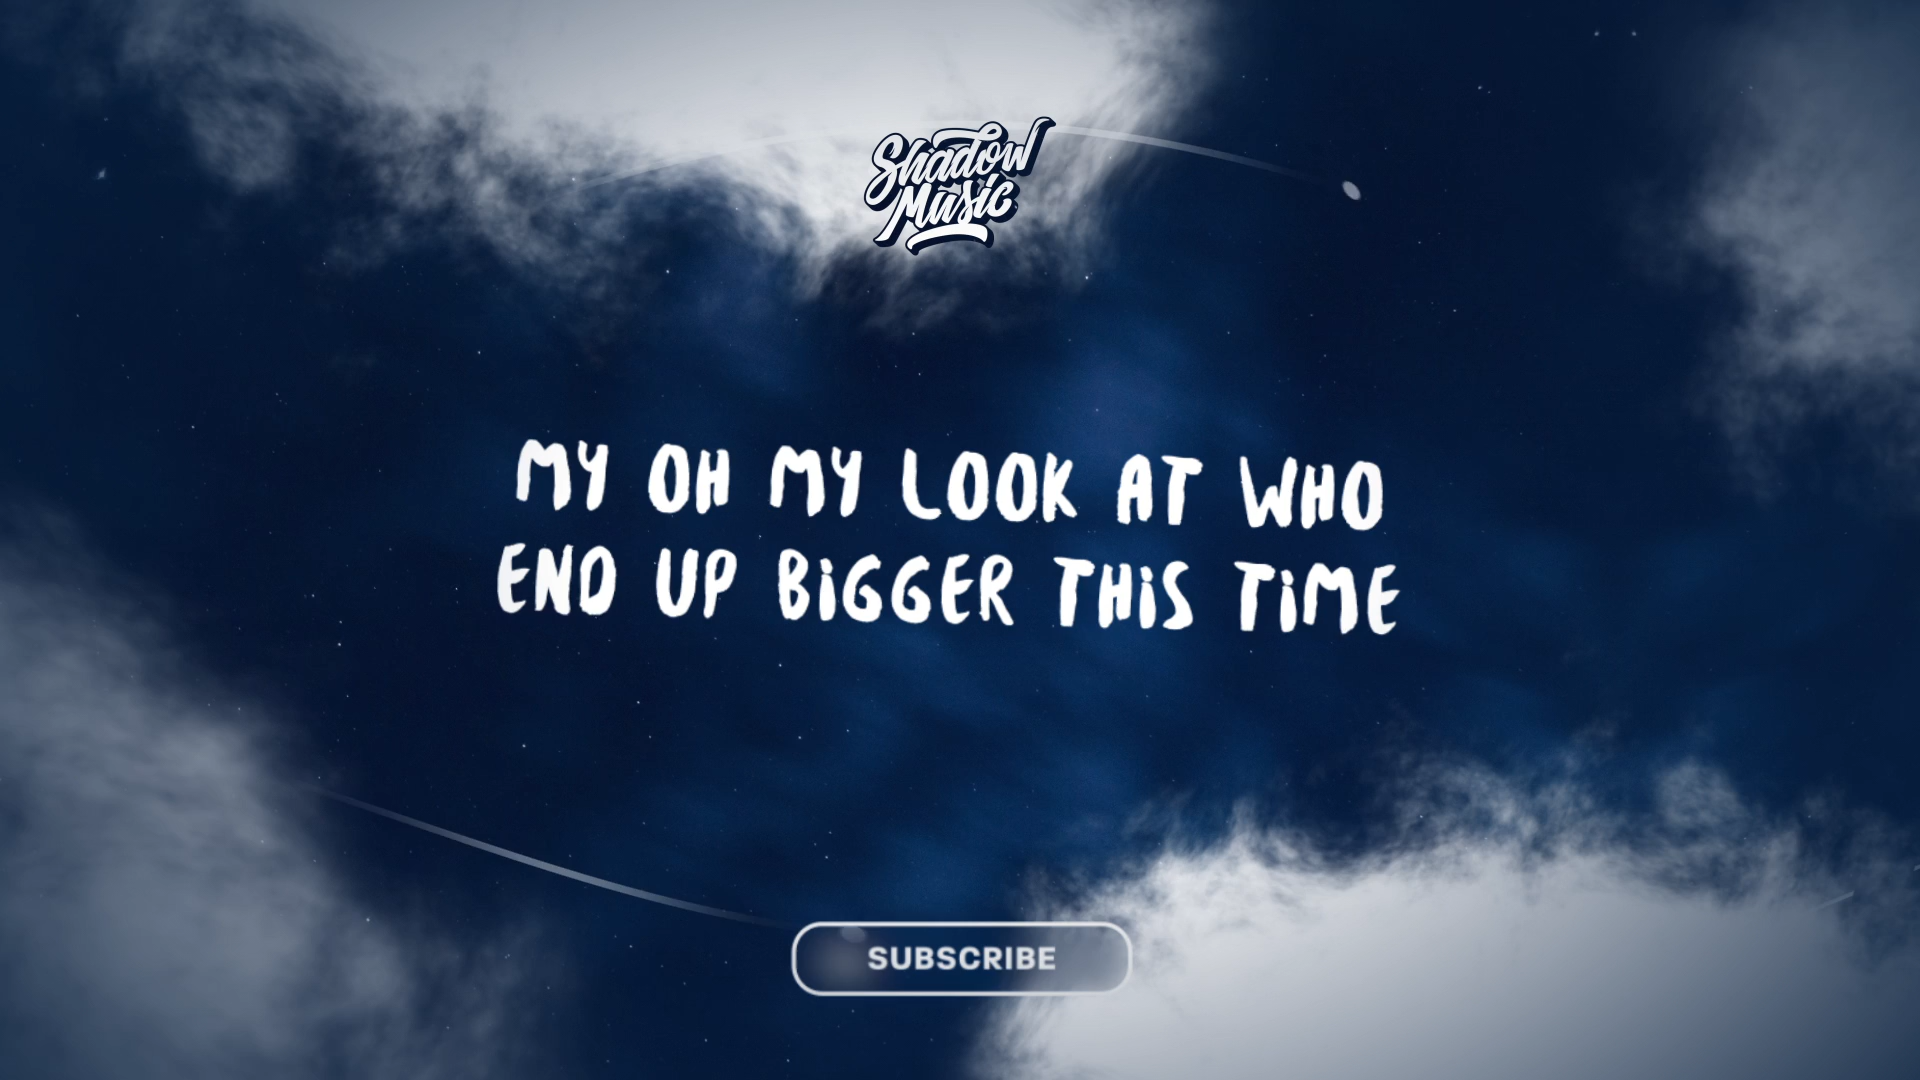 Shadow
Music
MY OH MY LOOK AT WHO
END UP BiGGER THiS TiME
SUBSCRIBE